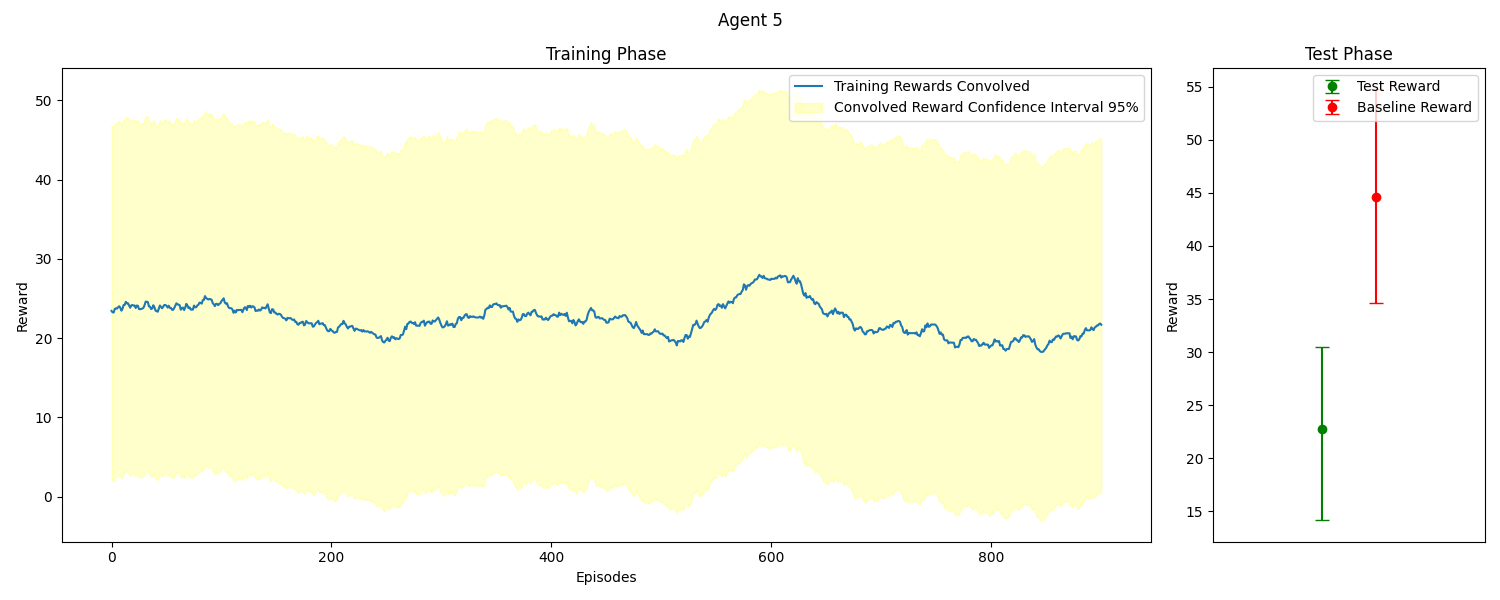 Agent 5
Training Phase
Training Rewards Convolved
Convolved Reward Confidence Interval 95%
Reward
50
40
30
20
10
0
0 200 400 600 800
Episodes
Test Phase
Test Reward
Baseline Reward
Reward
55
50
45
40
35
30
25
20
15